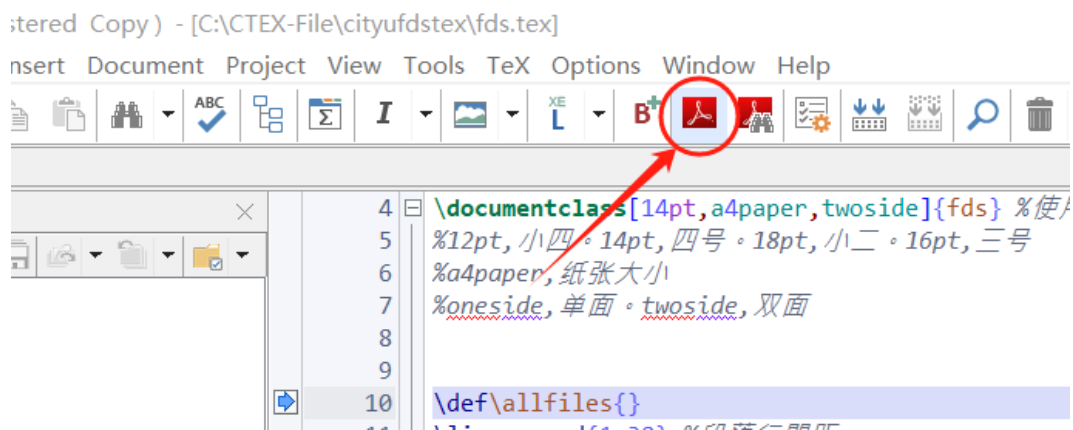 stered Copy) - [C:\CTEX-File\cityufdstex\fds.tex]
nsert Document Project View Tools TeX Options Window Help
ABC Σ I XE L B
4 \documentclass[14pt,a4paper,twoside]{fds} %使用
5 %12pt,小四。14pt,四号。18pt,小二。16pt,三号
6 %a4paper,纸张大小
7 %oneside,单面。twoside,双面
8
9
10 \def\allfiles{}